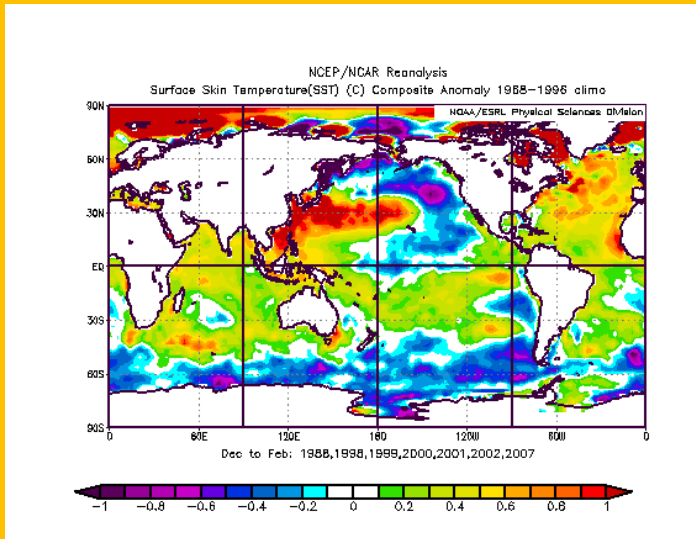 NCEP/NCAR Reanalysis
Surface Skin Temperature(SST) (C) Composite Anomaly 1968-1996 climo
NOAA/ESRL Physical Sciences Division
90N
60N
30N
EQ
30S
60S
90S
0 60E 120E 180 120W 60W 0
Dec to Feb: 1988,1998,1999,2000,2001,2002,2007
-1 -0.8 -0.6 -0.4 -0.2 0 0.2 0.4 0.6 0.8 1